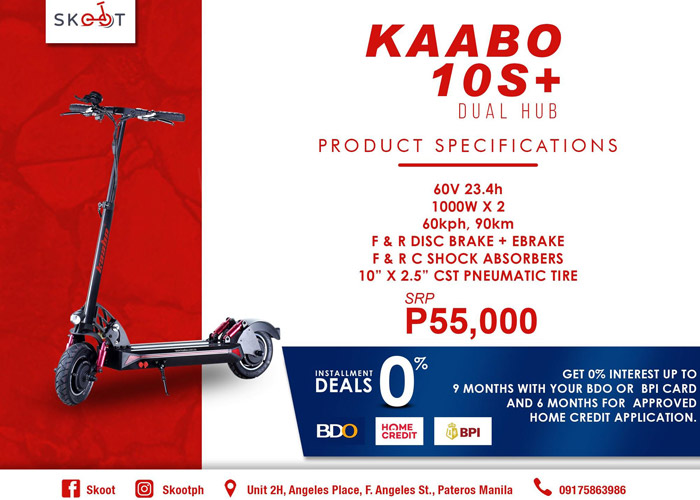 SKOOT
KAABO
10S+
DUAL HUB
PRODUCT SPECIFICATIONS
60V 23.4h
1000W X 2
60kph, 90km
F & R DISC BRAKE + EBRAKE
F & R C SHOCK ABSORBERS
10” X 2.5” CST PNEUMATIC TIRE
SRP
P55,000
kaabo
INSTALLMENT
DEALS 0%
GET 0% INTEREST UP TO
9 MONTHS WITH YOUR BDO OR BPI CARD
AND 6 MONTHS FOR APPROVED
HOME CREDIT APPLICATION.
BDO
HOME
CREDIT
BPI
Skoot
Skootph
Unit 2H, Angeles Place, F. Angeles St., Pateros Manila
09175863986